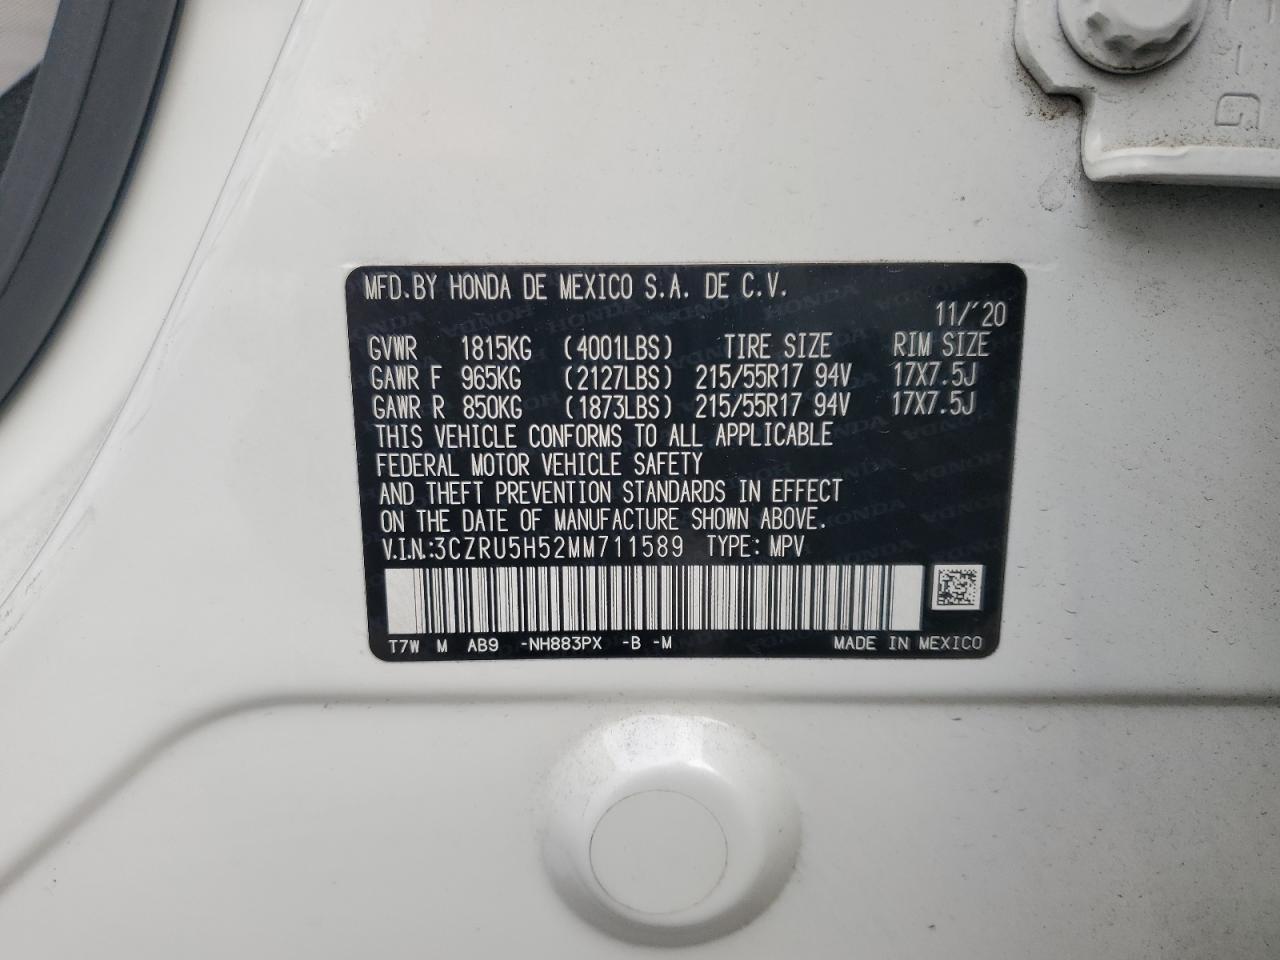 MFD.BY HONDA DE MEXICO S.A. DE C.V.
11/'20
GVWR 1815KG (4001LBS) TIRE SIZE RIM SIZE
GAWR F 965KG (2127LBS) 215/55R17 94V 17X7.5J
GAWR R 850KG (1873LBS) 215/55R17 94V 17X7.5J
THIS VEHICLE CONFORMS TO ALL APPLICABLE
FEDERAL MOTOR VEHICLE SAFETY
AND THEFT PREVENTION STANDARDS IN EFFECT
ON THE DATE OF MANUFACTURE SHOWN ABOVE.
V.I.N.:3CZRU5H52MM711589 TYPE: MPV
T7W M AB9 -NH883PX -B -M MADE IN MEXICO